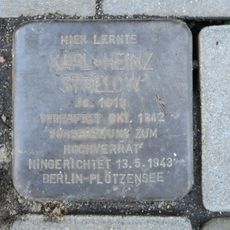 HIER LERNTE
KARL-HEINZ
STRELOW
JG. 1915
VERHAFTET OKT. 1942
VORBEREITUNG ZUM
HOCHVERRAT
HINGERICHTET 13.5.1943
BERLIN-PLÖTZENSEE